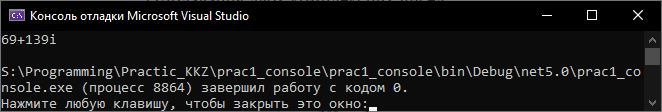 Консоль отладки Microsoft Visual Studio
69+139i
S:\Programming\Practic_KKZ\prac1_console\prac1_console\bin\Debug\net5.0\prac1_co
nsole.exe (процесс 8864) завершил работу с кодом 0.
Нажмите любую клавишу, чтобы закрыть это окно: